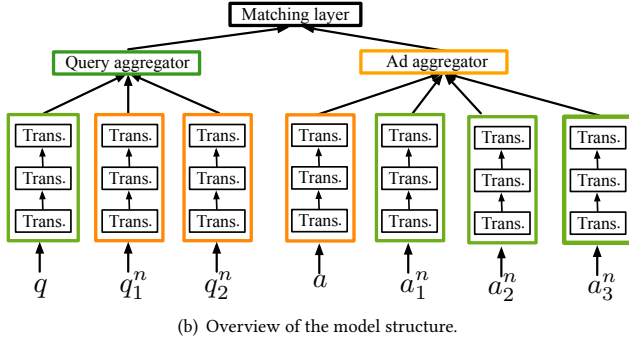 Matching layer
Query aggregator Ad aggregator
Trans. Trans. Trans. Trans. Trans. Trans. Trans.
Trans. Trans. Trans. Trans. Trans. Trans. Trans.
Trans. Trans. Trans. Trans. Trans. Trans. Trans.
q q_1^n q_2^n a a_1^n a_2^n a_3^n
(b) Overview of the model structure.